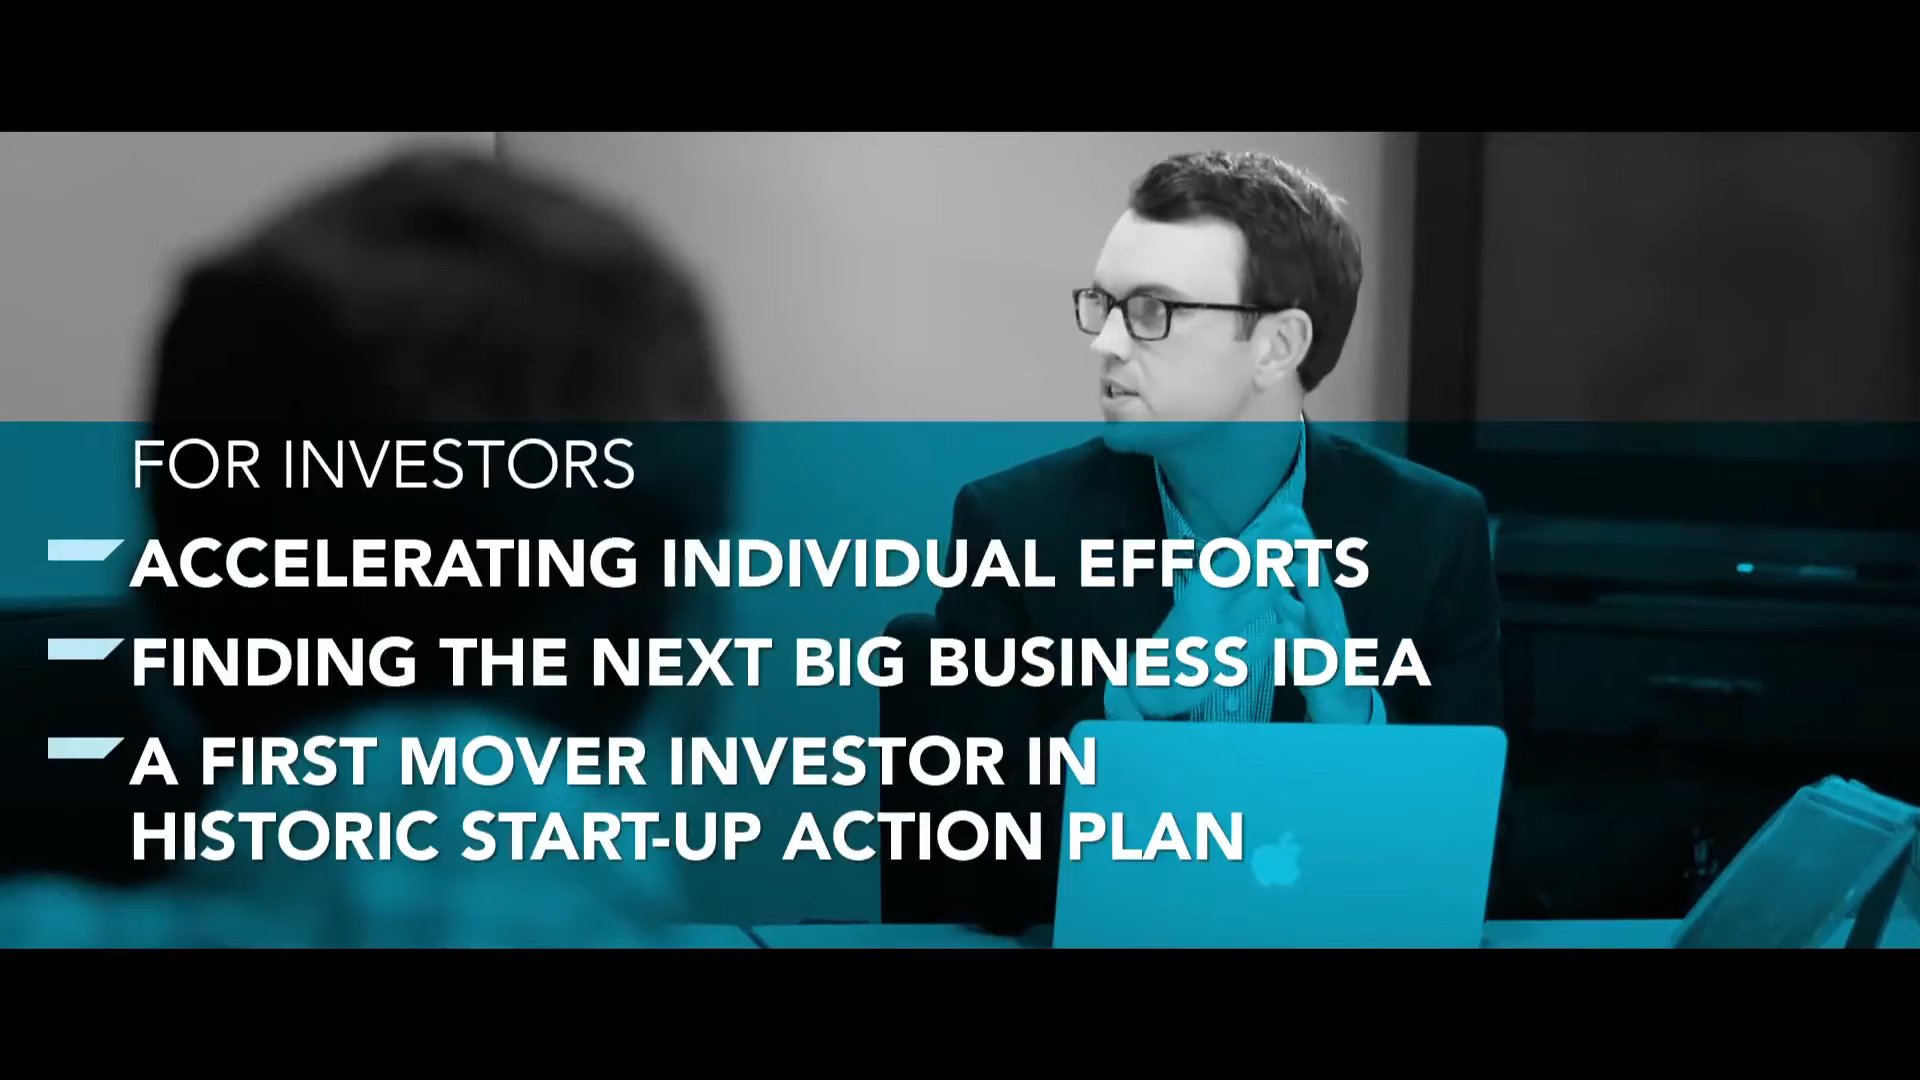 FOR INVESTORS
ACCELERATING INDIVIDUAL EFFORTS
FINDING THE NEXT BIG BUSINESS IDEA
A FIRST MOVER INVESTOR IN
HISTORIC START-UP ACTION PLAN